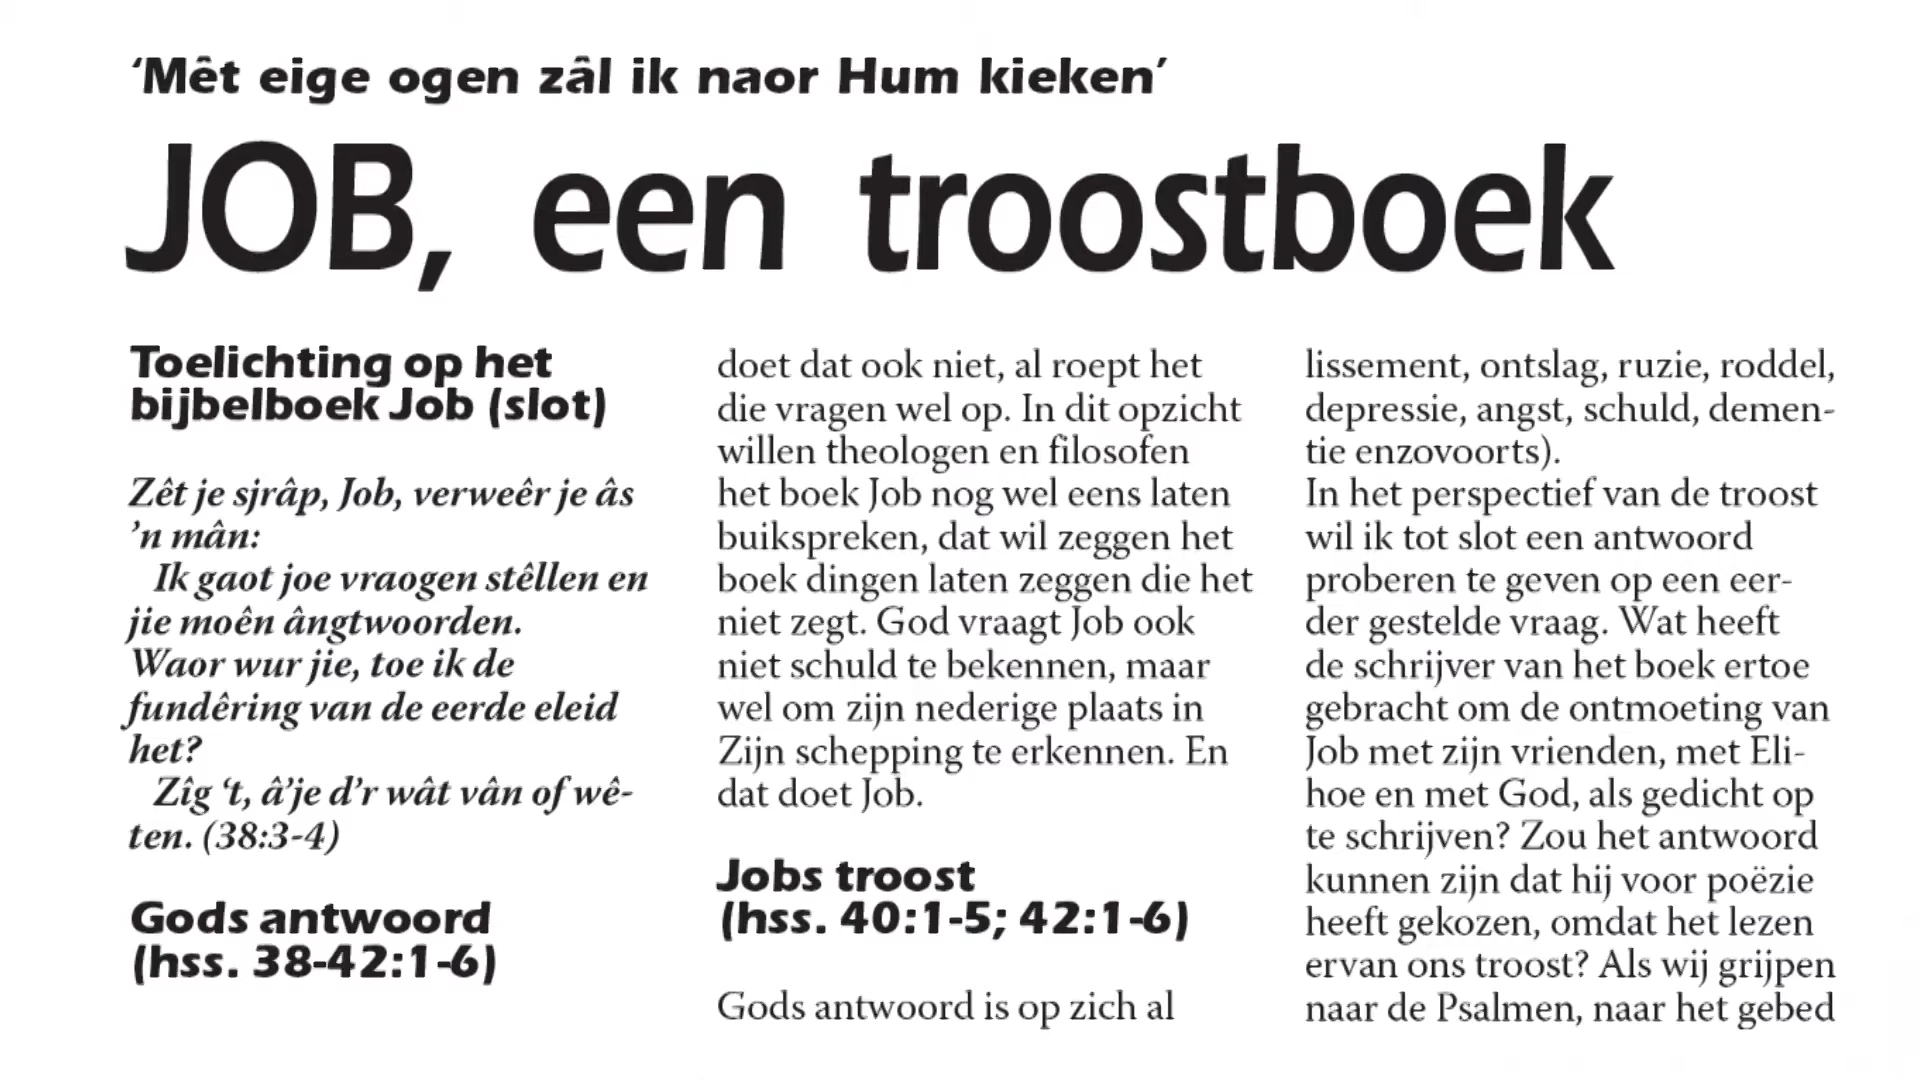 ‘Mêt eige ogen zâl ik naor Hum kieken’
JOB, een troostboek
Toelichting op het
bijbelboek Job (slot)
Zêt je sjrâp, Job, verweêr je âs
’n mân:
Ik gaot joe vraogen stêllen en
jie moên ângtwoorden.
Waor wur jie, toe ik de
fundêring van de eerde eleid
het?
Zîg ‘t, â’je d’r wât vân of wê-
ten. (38:3-4)
Gods antwoord
(hss. 38-42:1-6)
doet dat ook niet, al roept het
die vragen wel op. In dit opzicht
willen theologen en filosofen
het boek Job nog wel eens laten
buikspreken, dat wil zeggen het
boek dingen laten zeggen die het
niet zegt. God vraagt Job ook
niet schuld te bekennen, maar
wel om zijn nederige plaats in
Zijn schepping te erkennen. En
dat doet Job.
Jobs troost
(hss. 40:1-5; 42:1-6)
Gods antwoord is op zich al
lissement, ontslag, ruzie, roddel,
depressie, angst, schuld, demen-
tie enzovoorts).
In het perspectief van de troost
wil ik tot slot een antwoord
proberen te geven op een eer-
der gestelde vraag. Wat heeft
de schrijver van het boek ertoe
gebracht om de ontmoeting van
Job met zijn vrienden, met Eli-
hoe en met God, als gedicht op
te schrijven? Zou het antwoord
kunnen zijn dat hij voor poëzie
heeft gekozen, omdat het lezen
ervan ons troost? Als wij grijpen
naar de Psalmen, naar het gebed